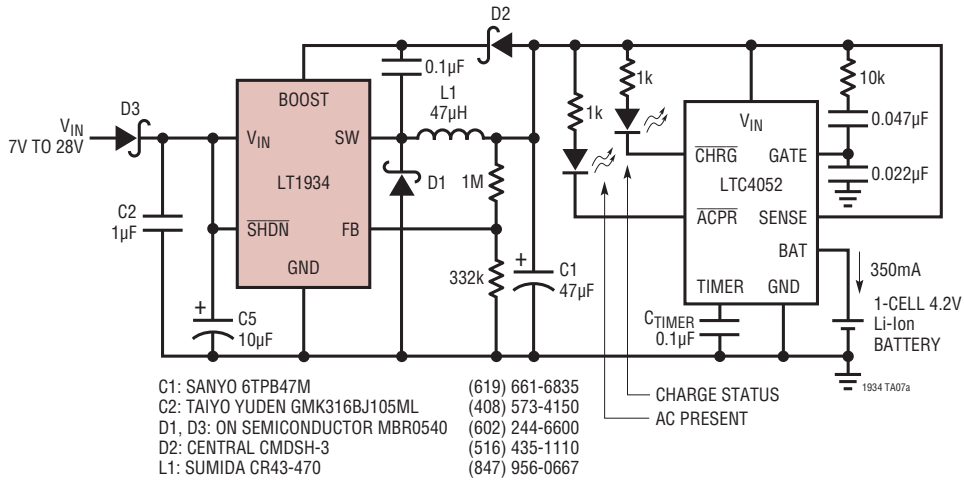 D2
0.1µF
L1
47µH
D3
V_IN
7V TO 28V
BOOST
V_IN
SW
LT1934
SHDN
FB
GND
D1
1M
332k
C2
1µF
+
C5
10µF
+
C1
47µF
1k
1k
10k
0.047µF
0.022µF
V_IN
CHRG
GATE
LTC4052
ACPR
SENSE
BAT
TIMER
GND
C_TIMER
0.1µF
350mA
1-CELL 4.2V
Li-Ion
BATTERY
1934 TA07a
CHARGE STATUS
AC PRESENT
C1: SANYO 6TPB47M (619) 661-6835
C2: TAIYO YUDEN GMK316BJ105ML (408) 573-4150
D1, D3: ON SEMICONDUCTOR MBR0540 (602) 244-6600
D2: CENTRAL CMDSH-3 (516) 435-1110
L1: SUMIDA CR43-470 (847) 956-0667